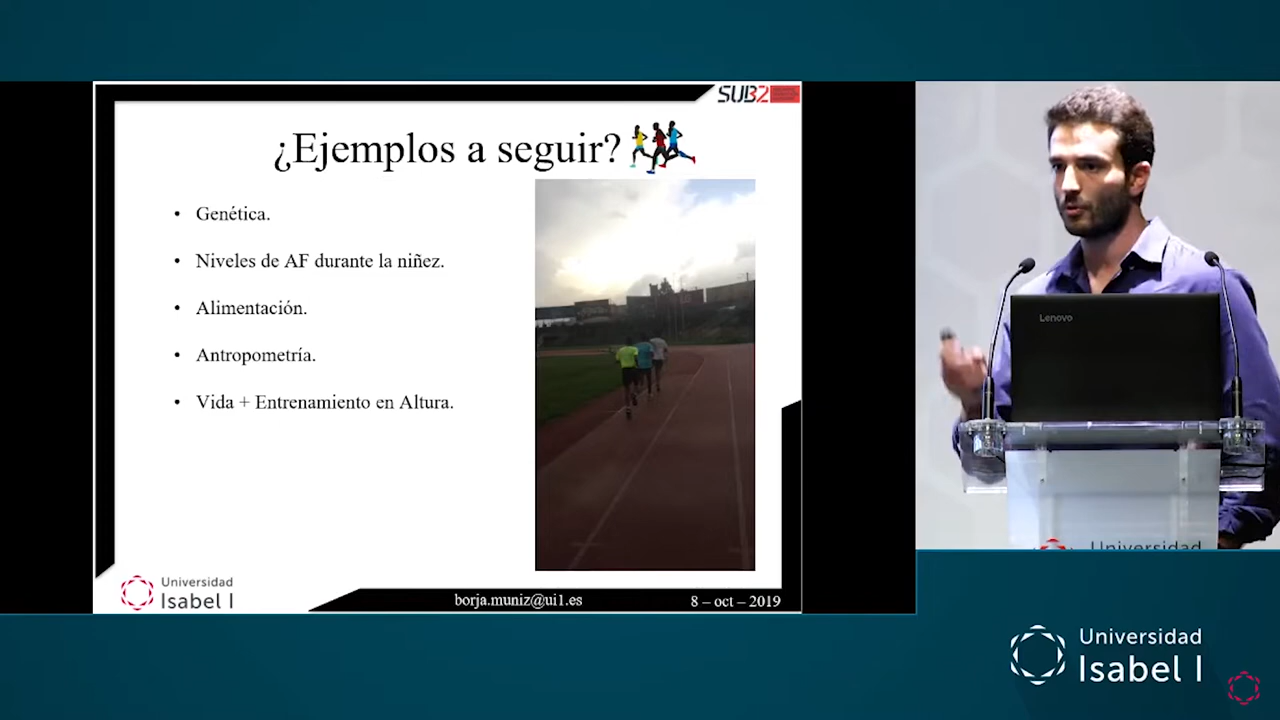 SUB2
¿Ejemplos a seguir?
• Genética.
• Niveles de AF durante la niñez.
• Alimentación.
• Antropometría.
• Vida + Entrenamiento en Altura.
Universidad
Isabel I
borja.muniz@ui1.es
8 – oct – 2019
Lenovo
Universidad
Universidad
Isabel I